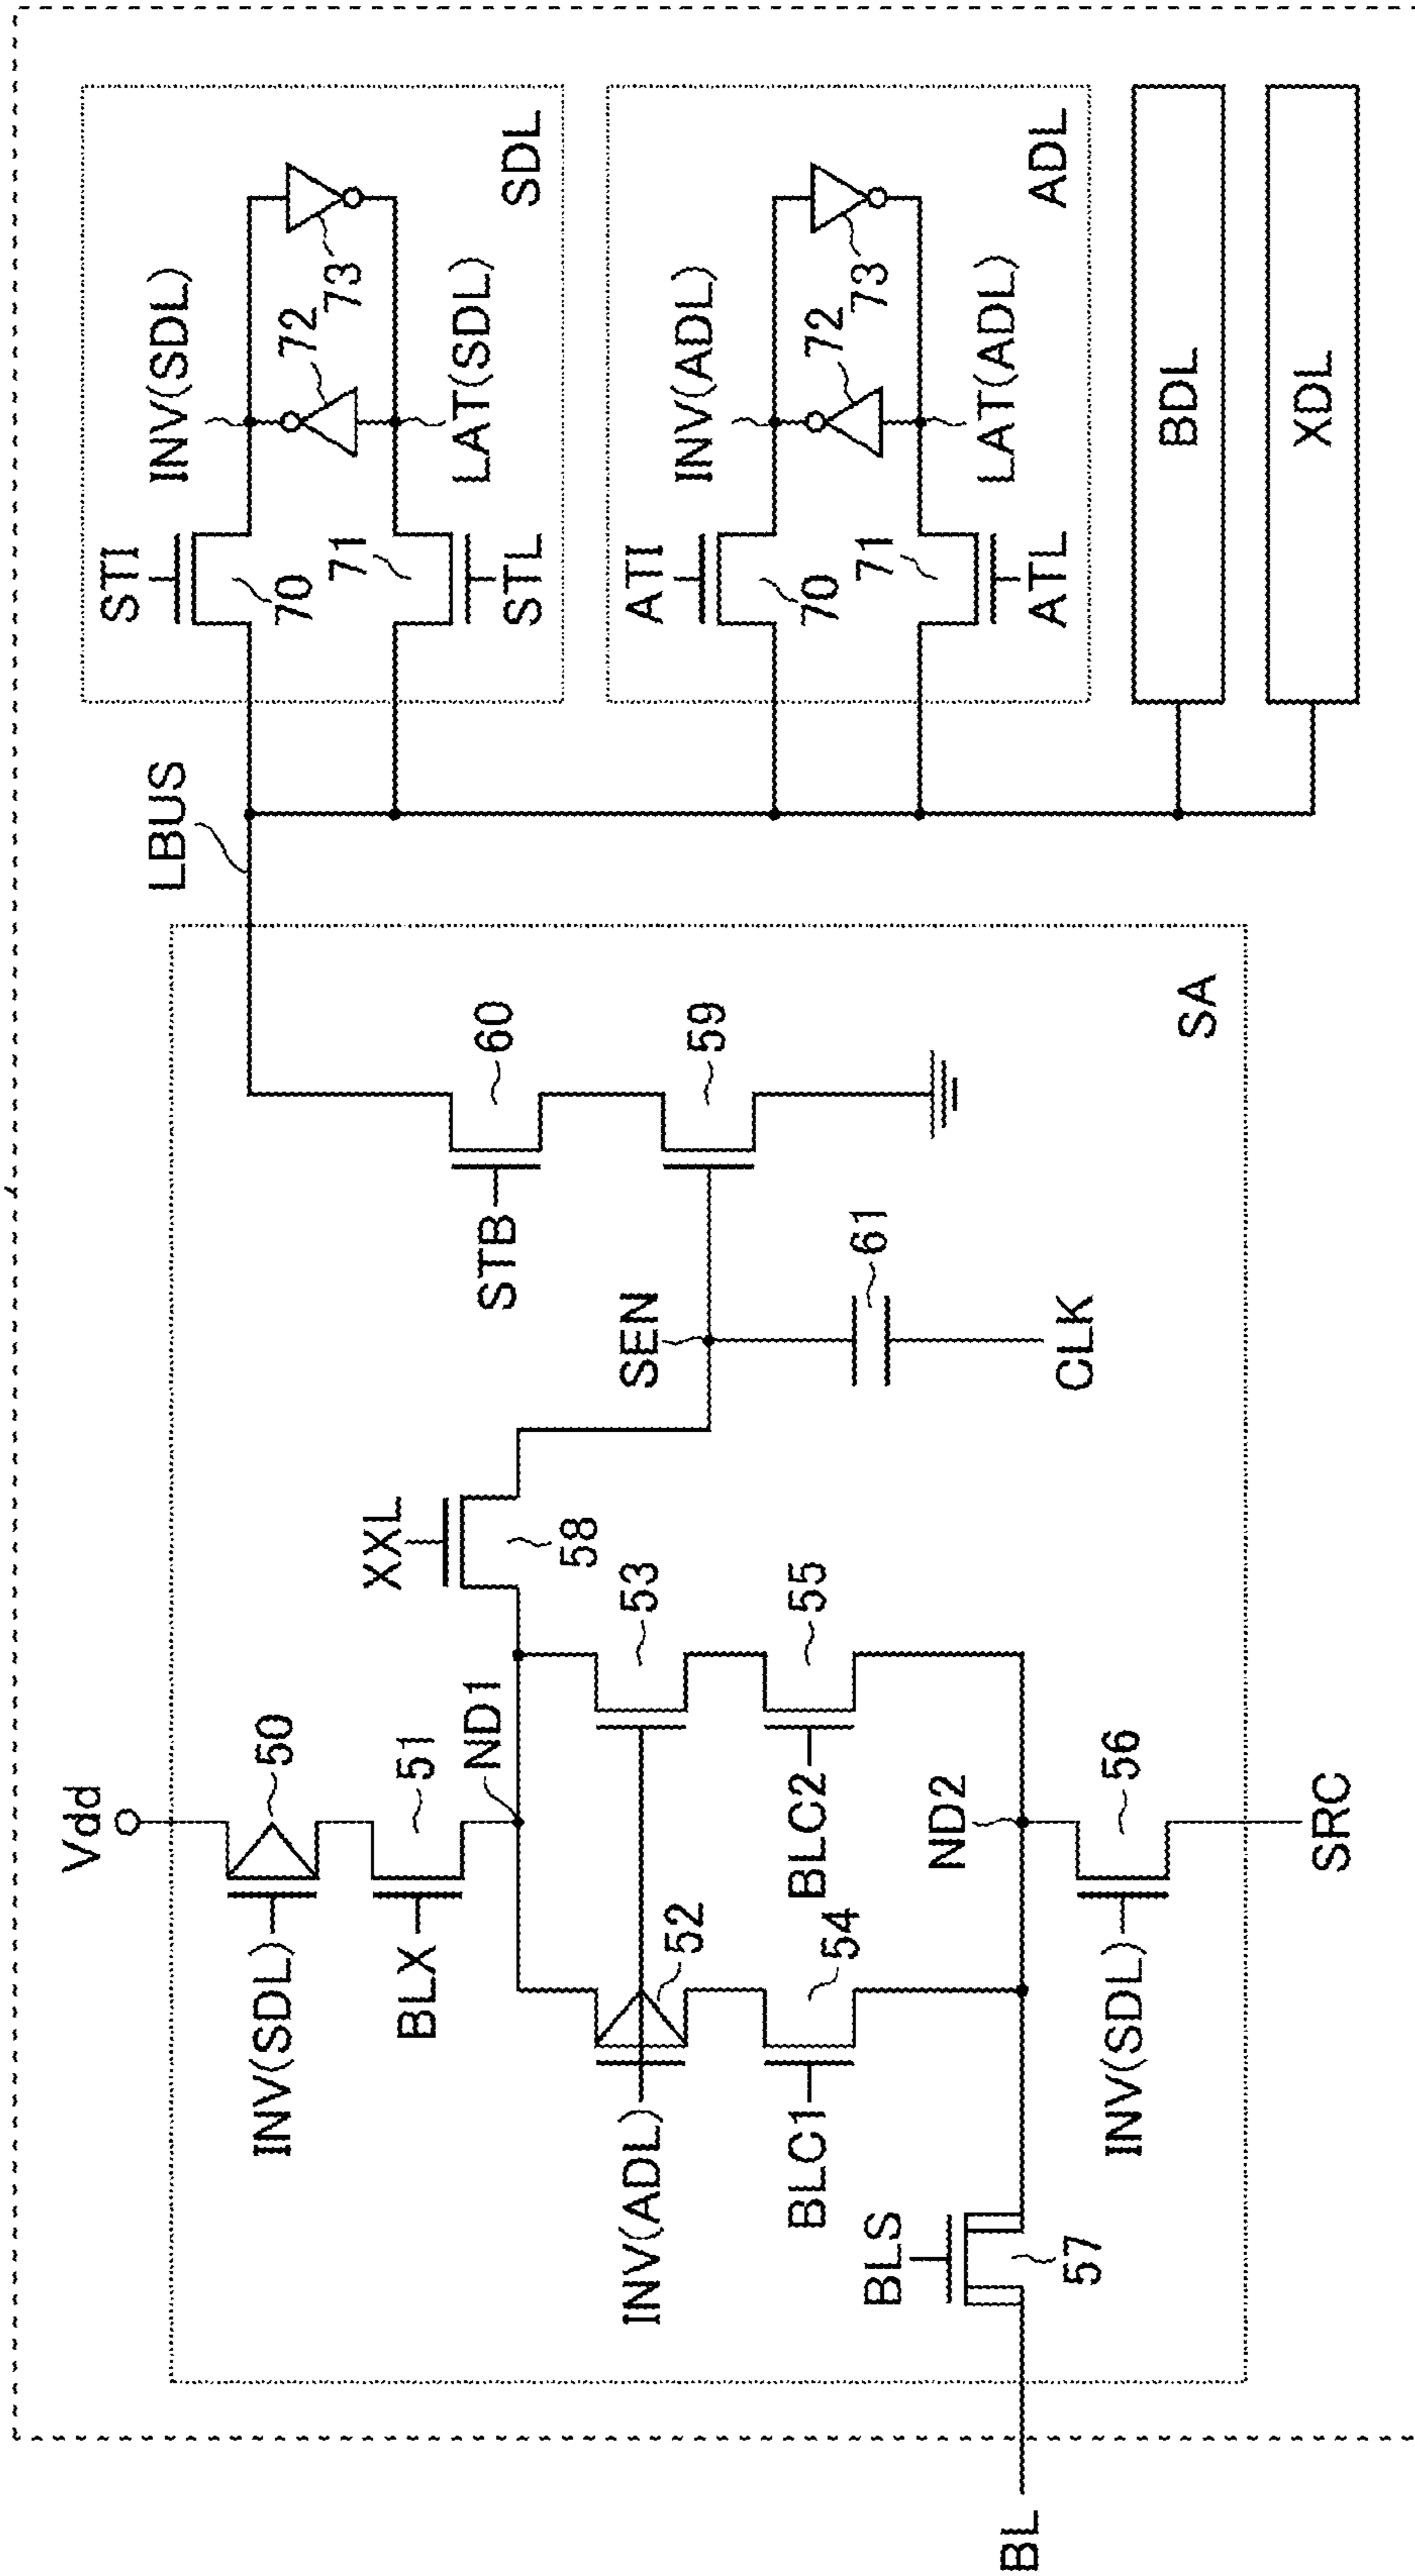 Vdd
INV(SDL)
50
BLX
51
ND1
XXL
58
INV(ADL)
52
53
BLC1
54
BLC2
55
BLS
57
BL
ND2
INV(SDL)
56
SRC
SEN
61
CLK
STB
60
59
SA
LBUS
STI
70
INV(SDL)
72
73
71
STL
LAT(SDL)
SDL
ATI
70
INV(ADL)
72
73
71
ATL
LAT(ADL)
ADL
BDL
XDL